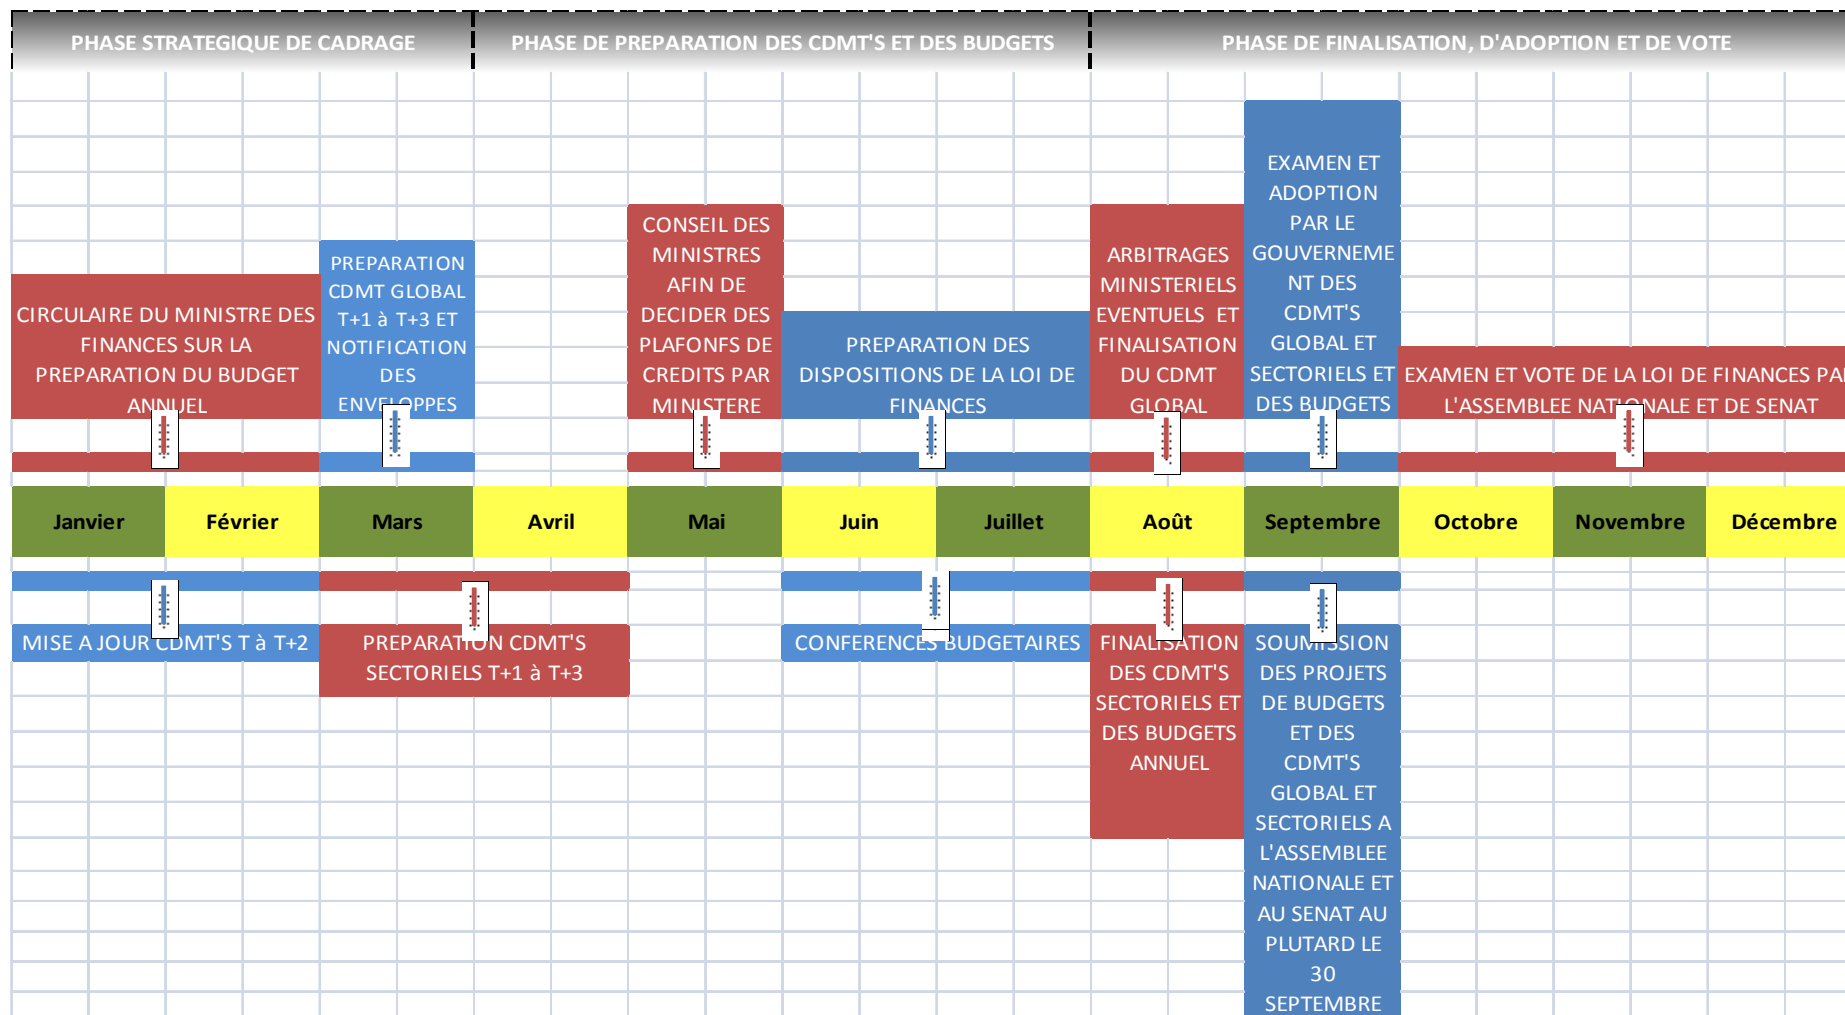 PHASE STRATEGIQUE DE CADRAGE
PHASE DE PREPARATION DES CDMT'S ET DES BUDGETS
PHASE DE FINALISATION, D'ADOPTION ET DE VOTE
CIRCULAIRE DU MINISTRE DES
FINANCES SUR LA
PREPARATION DU BUDGET
ANNUEL
PREPARATION
CDMT GLOBAL
T+1 à T+3 ET
NOTIFICATION
DES
ENVELOPPES
CONSEIL DES
MINISTRES
AFIN DE
DECIDER DES
PLAFONFS DE
CREDITS PAR
MINISTERE
PREPARATION DES
DISPOSITIONS DE LA LOI DE
FINANCES
ARBITRAGES
MINISTERIELS
EVENTUELS ET
FINALISATION
DU CDMT
GLOBAL
EXAMEN ET
ADOPTION
PAR LE
GOUVERNEME
NT DES
CDMT'S
GLOBAL ET
SECTORIELS ET
DES BUDGETS
EXAMEN ET VOTE DE LA LOI DE FINANCES PA
L'ASSEMBLEE NATIONALE ET DE SENAT
Janvier
Février
Mars
Avril
Mai
Juin
Juillet
Août
Septembre
Octobre
Novembre
Décembre
MISE A JOUR CDMT'S T à T+2
PREPARATION CDMT'S
SECTORIELS T+1 à T+3
CONFERENCES BUDGETAIRES
FINALISATION
DES CDMT'S
SECTORIELS ET
DES BUDGETS
ANNUEL
SOUMISSION
DES PROJETS
DE BUDGETS
ET DES
CDMT'S
GLOBAL ET
SECTORIELS A
L'ASSEMBLEE
NATIONALE ET
AU SENAT AU
PLUTARD LE
30
SEPTEMBRE